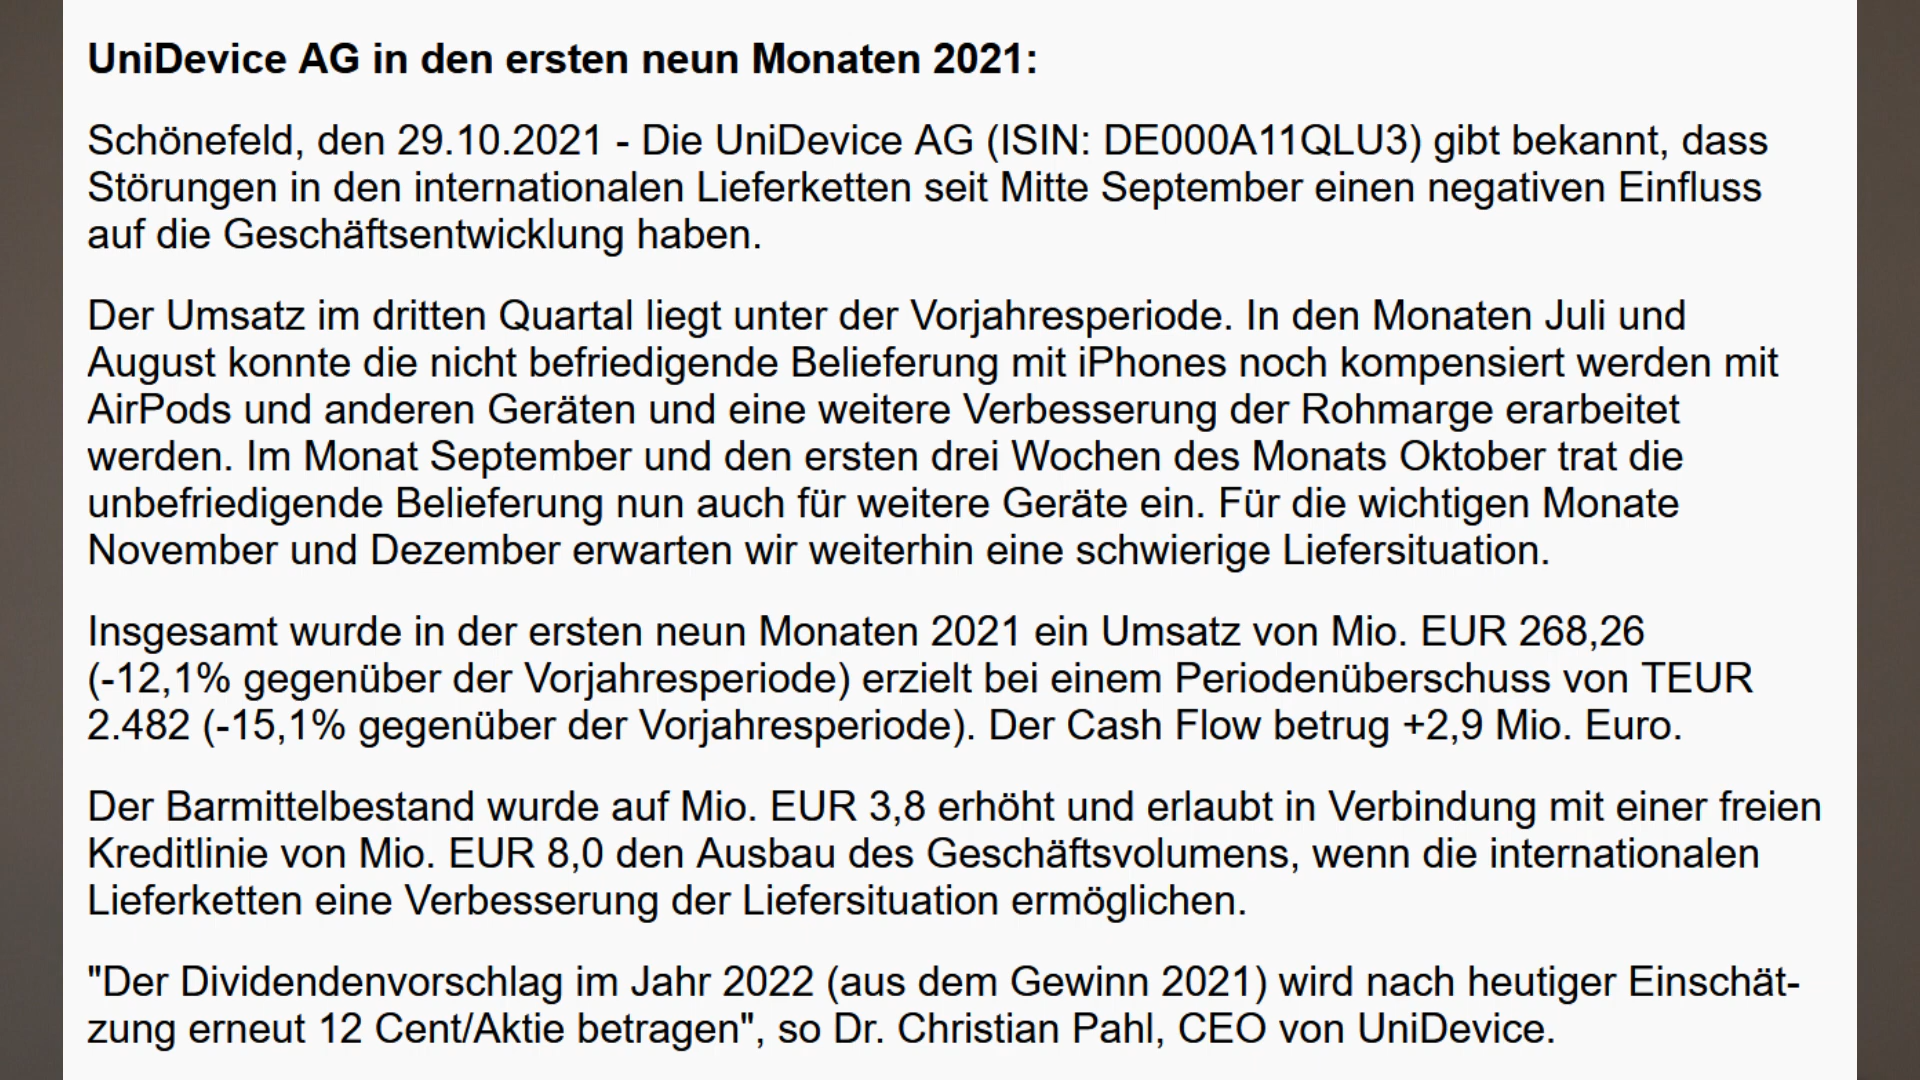 UniDevice AG in den ersten neun Monaten 2021:
Schönefeld, den 29.10.2021 - Die UniDevice AG (ISIN: DE000A11QLU3) gibt bekannt, dass
Störungen in den internationalen Lieferketten seit Mitte September einen negativen Einfluss
auf die Geschäftsentwicklung haben.
Der Umsatz im dritten Quartal liegt unter der Vorjahresperiode. In den Monaten Juli und
August konnte die nicht befriedigende Belieferung mit iPhones noch kompensiert werden mit
AirPods und anderen Geräten und eine weitere Verbesserung der Rohmarge erarbeitet
werden. Im Monat September und den ersten drei Wochen des Monats Oktober trat die
unbefriedigende Belieferung nun auch für weitere Geräte ein. Für die wichtigen Monate
November und Dezember erwarten wir weiterhin eine schwierige Liefersituation.
Insgesamt wurde in der ersten neun Monaten 2021 ein Umsatz von Mio. EUR 268,26
(-12,1% gegenüber der Vorjahresperiode) erzielt bei einem Periodenüberschuss von TEUR
2.482 (-15,1% gegenüber der Vorjahresperiode). Der Cash Flow betrug +2,9 Mio. Euro.
Der Barmittelbestand wurde auf Mio. EUR 3,8 erhöht und erlaubt in Verbindung mit einer freien
Kreditlinie von Mio. EUR 8,0 den Ausbau des Geschäftsvolumens, wenn die internationalen
Lieferketten eine Verbesserung der Liefersituation ermöglichen.
"Der Dividendenvorschlag im Jahr 2022 (aus dem Gewinn 2021) wird nach heutiger Einschät-
zung erneut 12 Cent/Aktie betragen", so Dr. Christian Pahl, CEO von UniDevice.